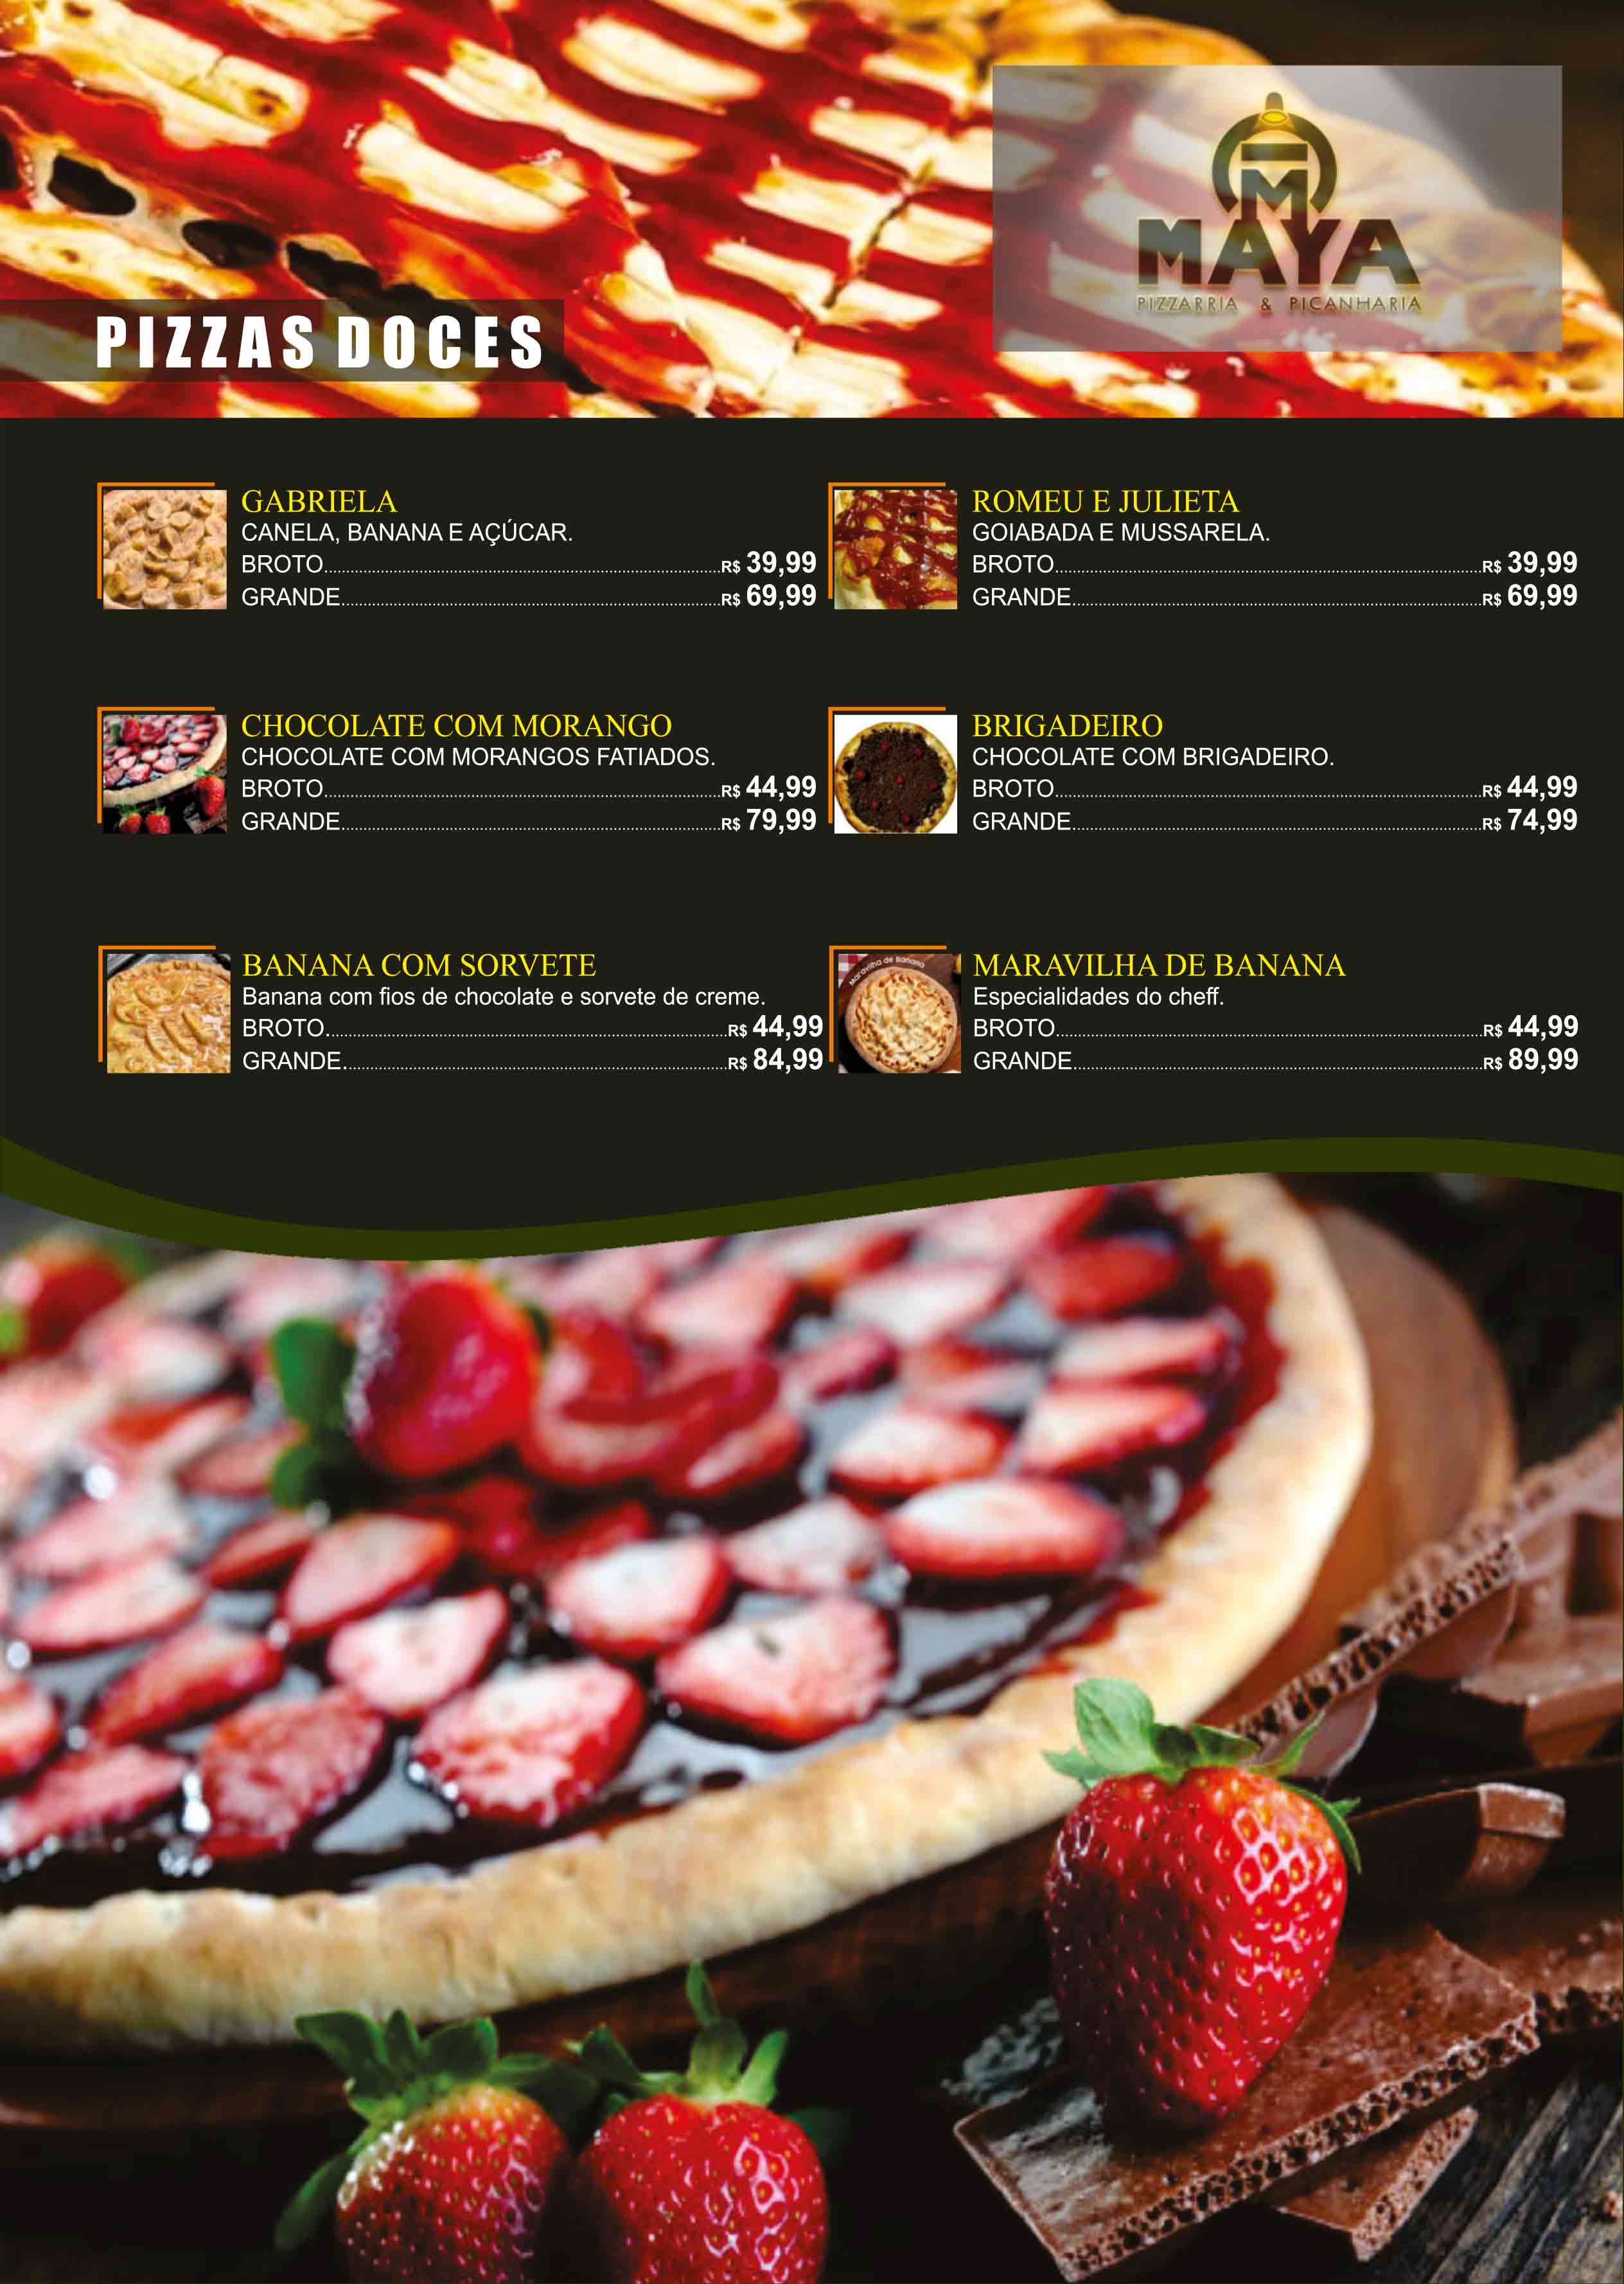 MAYA
PIZZARRIA & PICANHARIA
PIZZAS DOCES
GABRIELA
CANELA, BANANA E AÇÚCAR.
BROTO R$ 39,99
GRANDE R$ 69,99
ROMEU E JULIETA
GOIABADA E MUSSARELA.
BROTO R$ 39,99
GRANDE R$ 69,99
CHOCOLATE COM MORANGO
CHOCOLATE COM MORANGOS FATIADOS.
BROTO R$ 44,99
GRANDE R$ 79,99
BRIGADEIRO
CHOCOLATE COM BRIGADEIRO.
BROTO R$ 44,99
GRANDE R$ 74,99
BANANA COM SORVETE
Banana com fios de chocolate e sorvete de creme.
BROTO R$ 44,99
GRANDE R$ 84,99
Maravilha de Banana
MARAVILHA DE BANANA
Especialidades do cheff.
BROTO R$ 44,99
GRANDE R$ 89,99